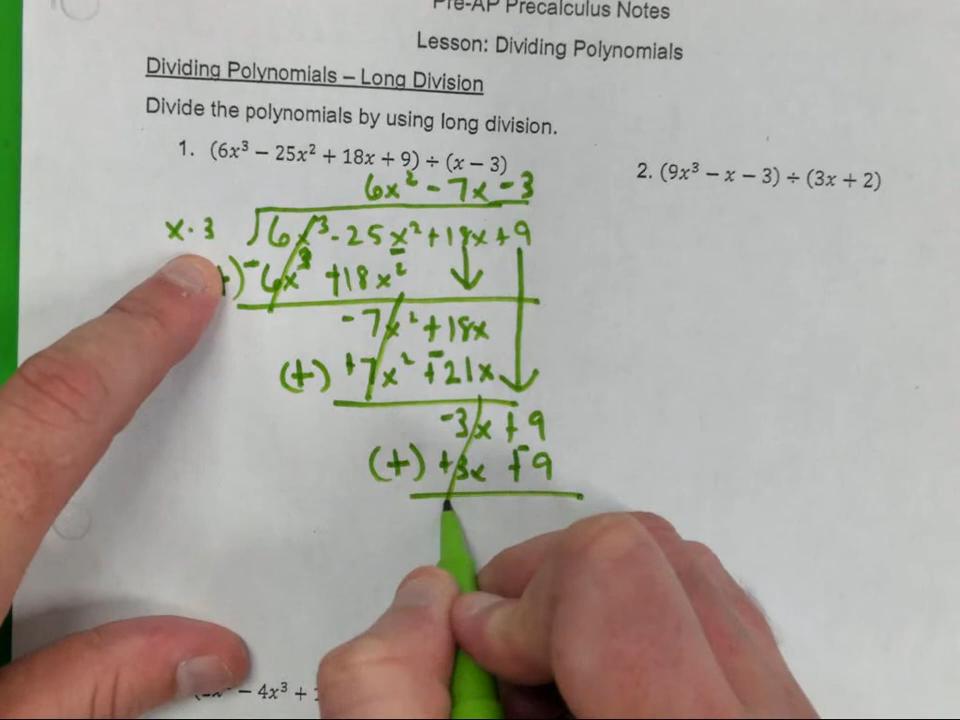 Pre-AP Precalculus Notes
Lesson: Dividing Polynomials
Dividing Polynomials – Long Division
Divide the polynomials by using long division.
1. (6x³ − 25x² + 18x + 9) ÷ (x − 3)
2. (9x³ − x − 3) ÷ (3x + 2)
6x² - 7x - 3
x - 3 6x³ - 25x² + 18x + 9
+) - 6x³ + 18x²
- 7x² + 18x
(+) + 7x² - 21x
- 3x + 9
(+) + 3x - 9
− 4x³ +